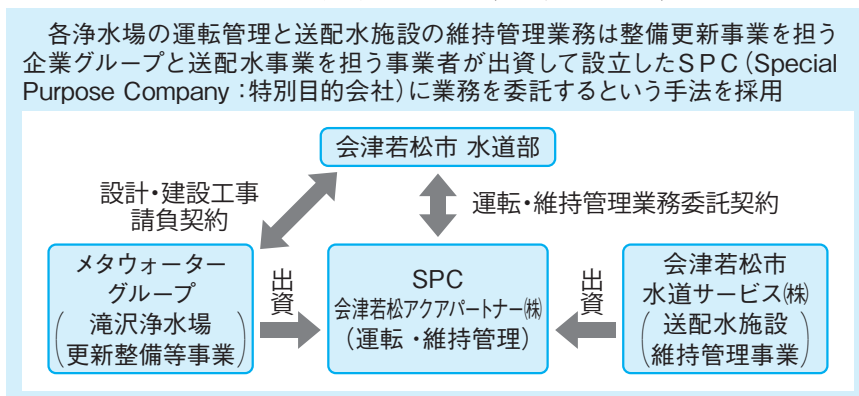 各浄水場の運転管理と送配水施設の維持管理業務は整備更新事業を担う
企業グループと送配水事業を担う事業者が出資して設立したSPC(Special
Purpose Company:特別目的会社)に業務を委託するという手法を採用
会津若松市 水道部
設計・建設工事
請負契約
運転・維持管理業務委託契約
メタウォーター
グループ
(滝沢浄水場
更新整備等事業)
出資
SPC
会津若松アクアパートナー㈱
(運転・維持管理)
出資
会津若松市
水道サービス㈱
(送配水施設
維持管理事業)